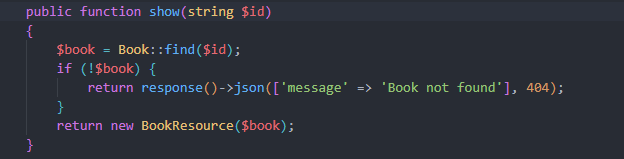 public function show(string $id)
{
    $book = Book::find($id);
    if (!$book) {
        return response()->json(['message' => 'Book not found'], 404);
    }
    return new BookResource($book);
}